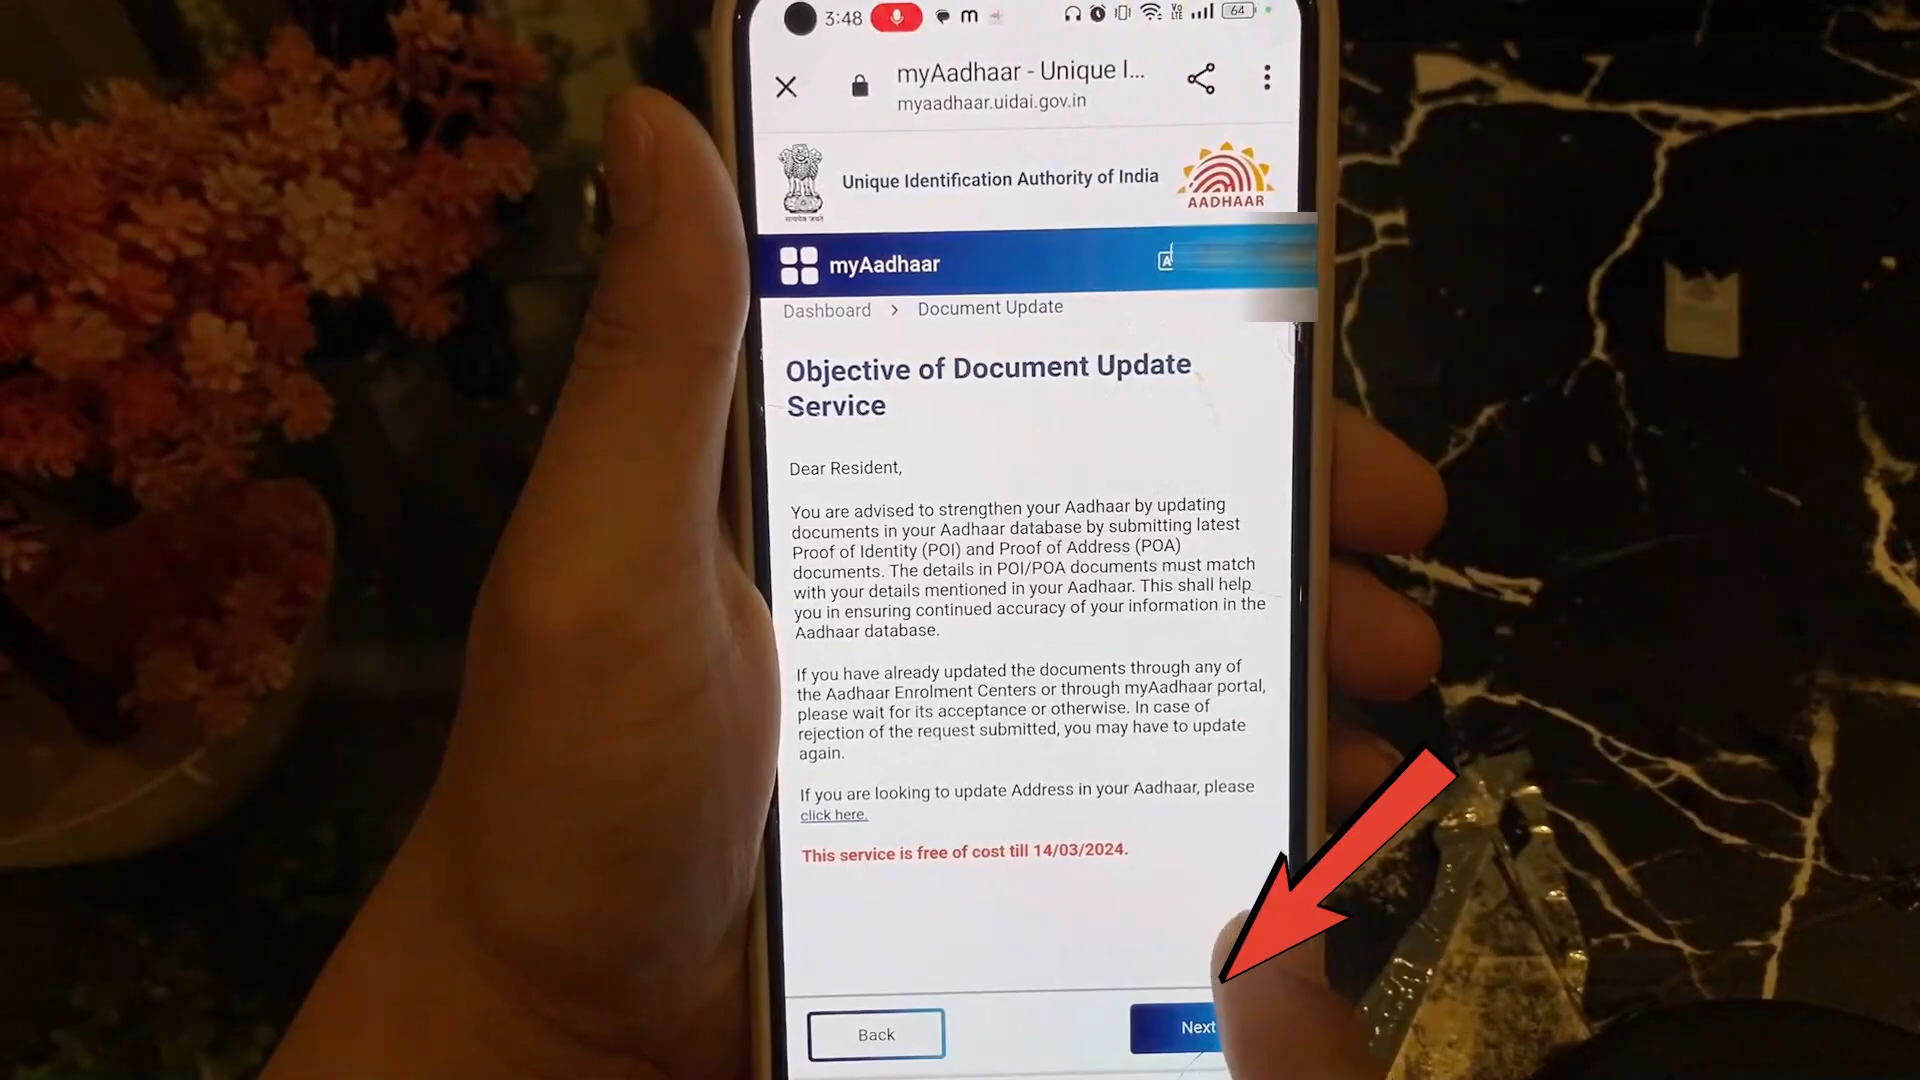 3:48
m
VO LTE
64
myAadhaar - Unique I...
myaadhaar.uidai.gov.in
सत्यमेव जयते
Unique Identification Authority of India
AADHAAR
myAadhaar
A
Dashboard > Document Update
Objective of Document Update
Service
Dear Resident,
You are advised to strengthen your Aadhaar by updating
documents in your Aadhaar database by submitting latest
Proof of Identity (POI) and Proof of Address (POA)
documents. The details in POI/POA documents must match
with your details mentioned in your Aadhaar. This shall help
you in ensuring continued accuracy of your information in the
Aadhaar database.
If you have already updated the documents through any of
the Aadhaar Enrolment Centers or through myAadhaar portal,
please wait for its acceptance or otherwise. In case of
rejection of the request submitted, you may have to update
again.
If you are looking to update Address in your Aadhaar, please
click here.
This service is free of cost till 14/03/2024.
Back
Next